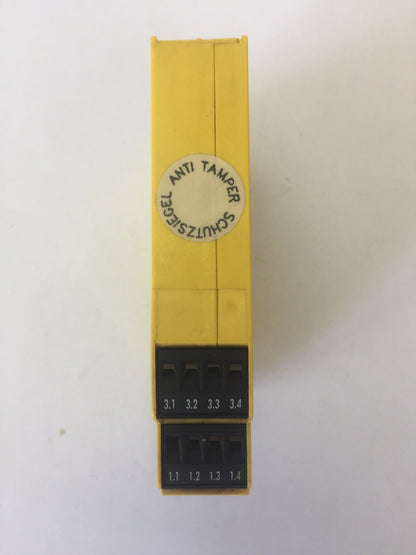 ANTI TAMPER
SCHUTZSIEGEL
3.1 3.2 3.3 3.4
1.1 1.2 1.3 1.4